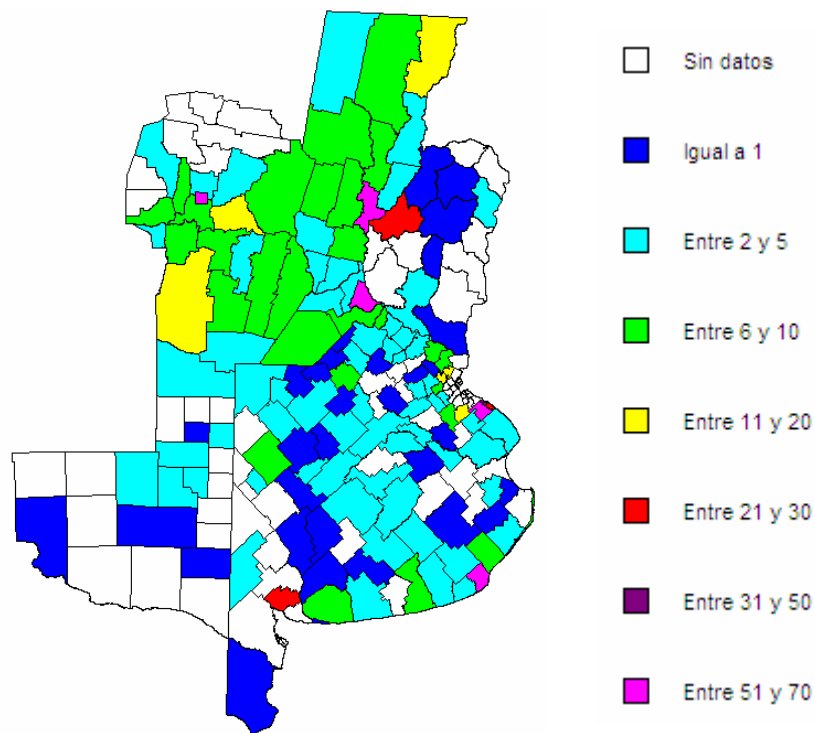 Sin datos
Igual a 1
Entre 2 y 5
Entre 6 y 10
Entre 11 y 20
Entre 21 y 30
Entre 31 y 50
Entre 51 y 70